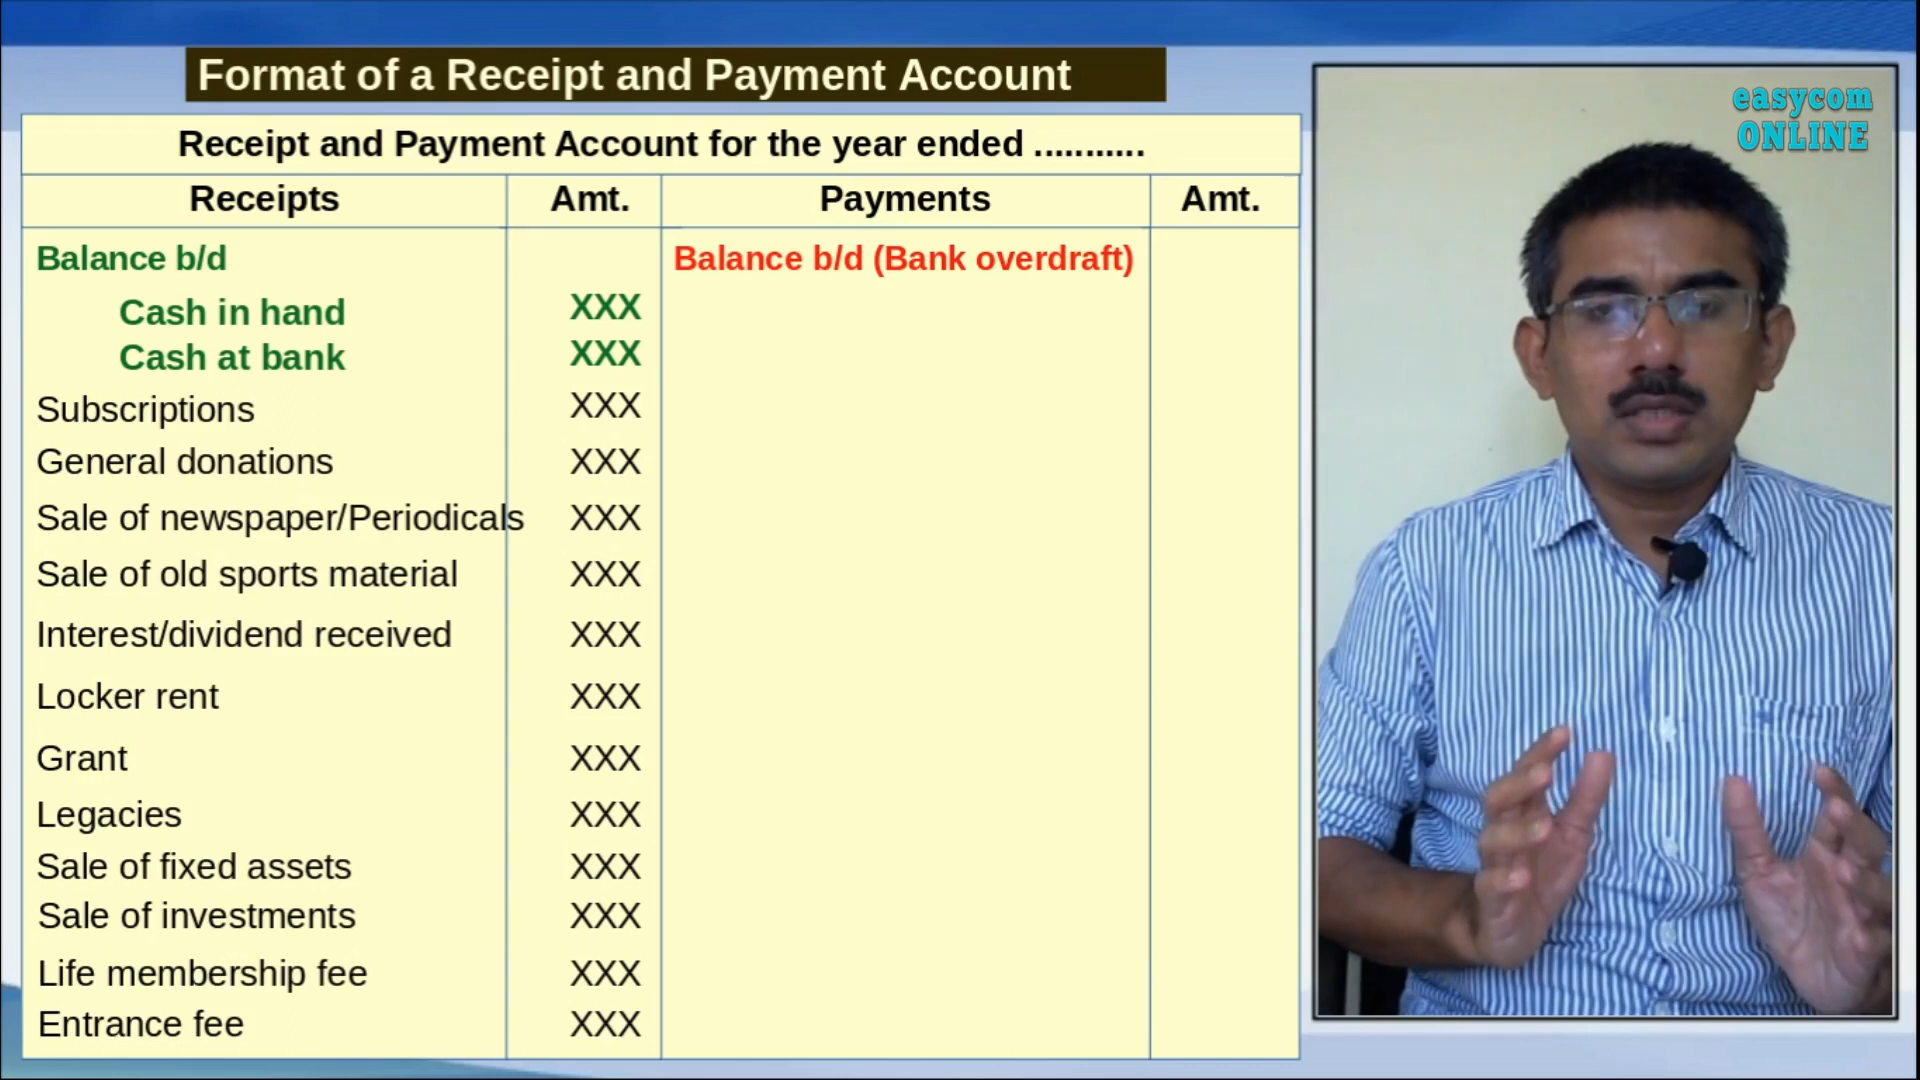 Format of a Receipt and Payment Account
easycom
ONLINE
Receipt and Payment Account for the year ended ...........
Receipts Amt. Payments Amt.
Balance b/d Balance b/d (Bank overdraft)
Cash in hand XXX
Cash at bank XXX
Subscriptions XXX
General donations XXX
Sale of newspaper/Periodicals XXX
Sale of old sports material XXX
Interest/dividend received XXX
Locker rent XXX
Grant XXX
Legacies XXX
Sale of fixed assets XXX
Sale of investments XXX
Life membership fee XXX
Entrance fee XXX